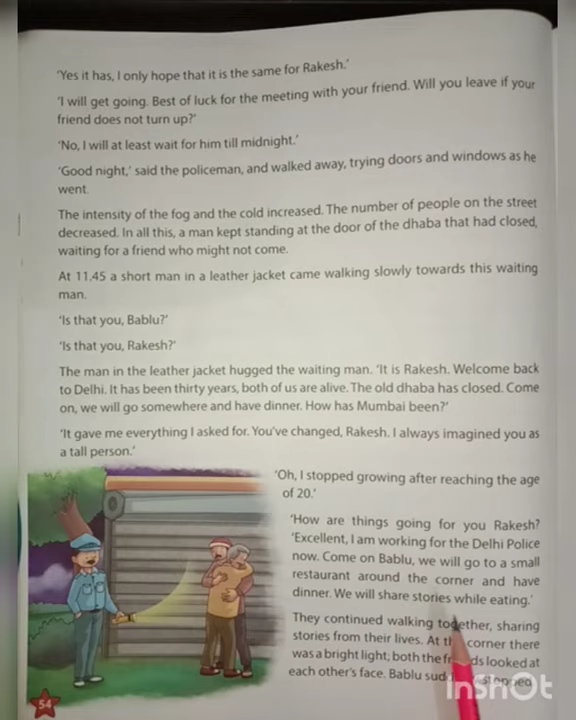 'Yes it has, I only hope that it is the same for Rakesh.'
'I will get going. Best of luck for the meeting with your friend. Will you leave if your
friend does not turn up?'
'No, I will at least wait for him till midnight.'
'Good night,' said the policeman, and walked away, trying doors and windows as he
went.
The intensity of the fog and the cold increased. The number of people on the street
decreased. In all this, a man kept standing at the door of the dhaba that had closed,
waiting for a friend who might not come.
At 11.45 a short man in a leather jacket came walking slowly towards this waiting
man.
'Is that you, Bablu?'
'Is that you, Rakesh?'
The man in the leather jacket hugged the waiting man. 'It is Rakesh. Welcome back
to Delhi. It has been thirty years, both of us are alive. The old dhaba has closed. Come
on, we will go somewhere and have dinner. How has Mumbai been?'
'It gave me everything I asked for. You've changed, Rakesh. I always imagined you as
a tall person.'
'Oh, I stopped growing after reaching the age
of 20.'
'How are things going for you Rakesh?
'Excellent, I am working for the Delhi Police
now. Come on Bablu, we will go to a small
restaurant around the corner and have
dinner. We will share stories while eating.'
They continued walking together, sharing
stories from their lives. At corner there
was a bright light; both the looked at
each other's face. Bablu stopped
54
InShOt